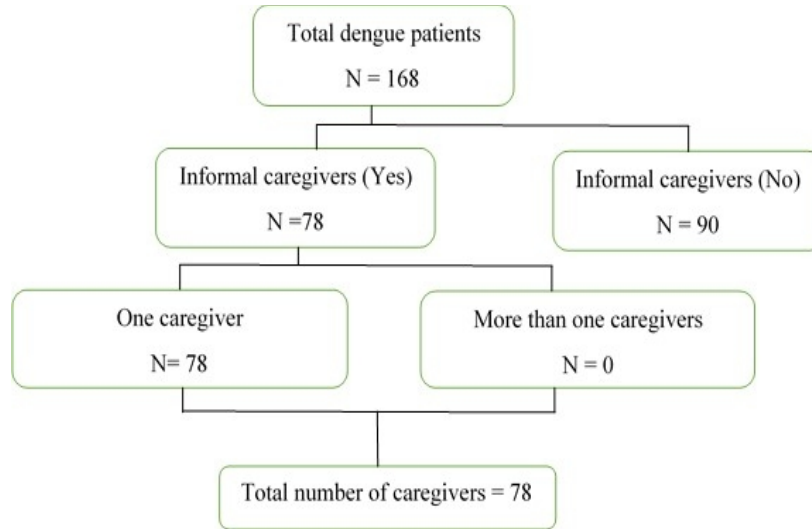 Total dengue patients
N = 168
Informal caregivers (Yes)
N =78
Informal caregivers (No)
N = 90
One caregiver
N= 78
More than one caregivers
N = 0
Total number of caregivers = 78